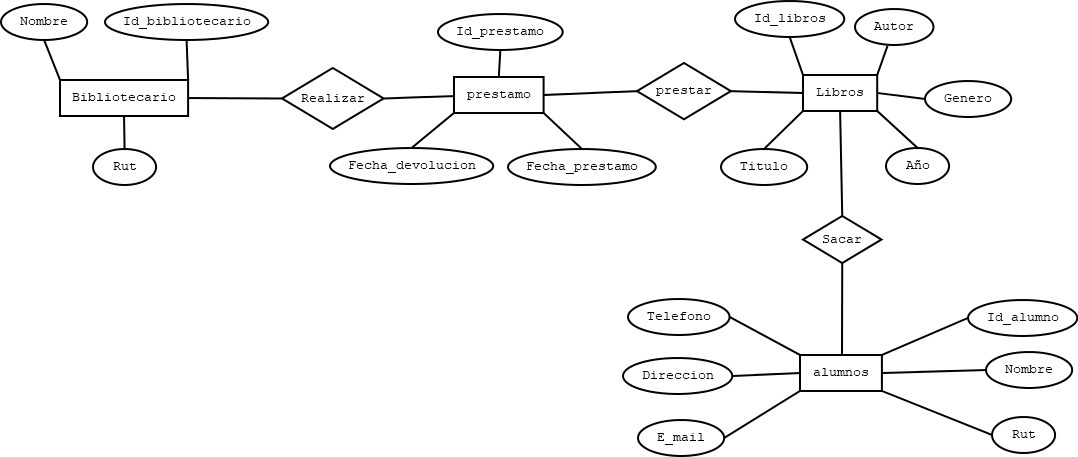 Nombre
Id_bibliotecario
Id_prestamo
Id_libros
Autor
Bibliotecario
Realizar
prestamo
prestar
Libros
Genero
Rut
Fecha_devolucion
Fecha_prestamo
Titulo
Año
Sacar
Telefono
Id_alumno
Direccion
alumnos
Nombre
E_mail
Rut